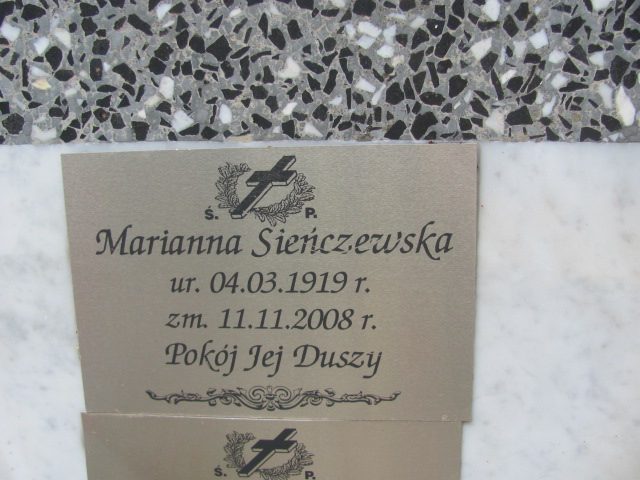 Ś. P.
Marianna Sieńczewska
ur. 04.03.1919 r.
zm. 11.11.2008 r.
Pokój Jej Duszy
Ś. P.